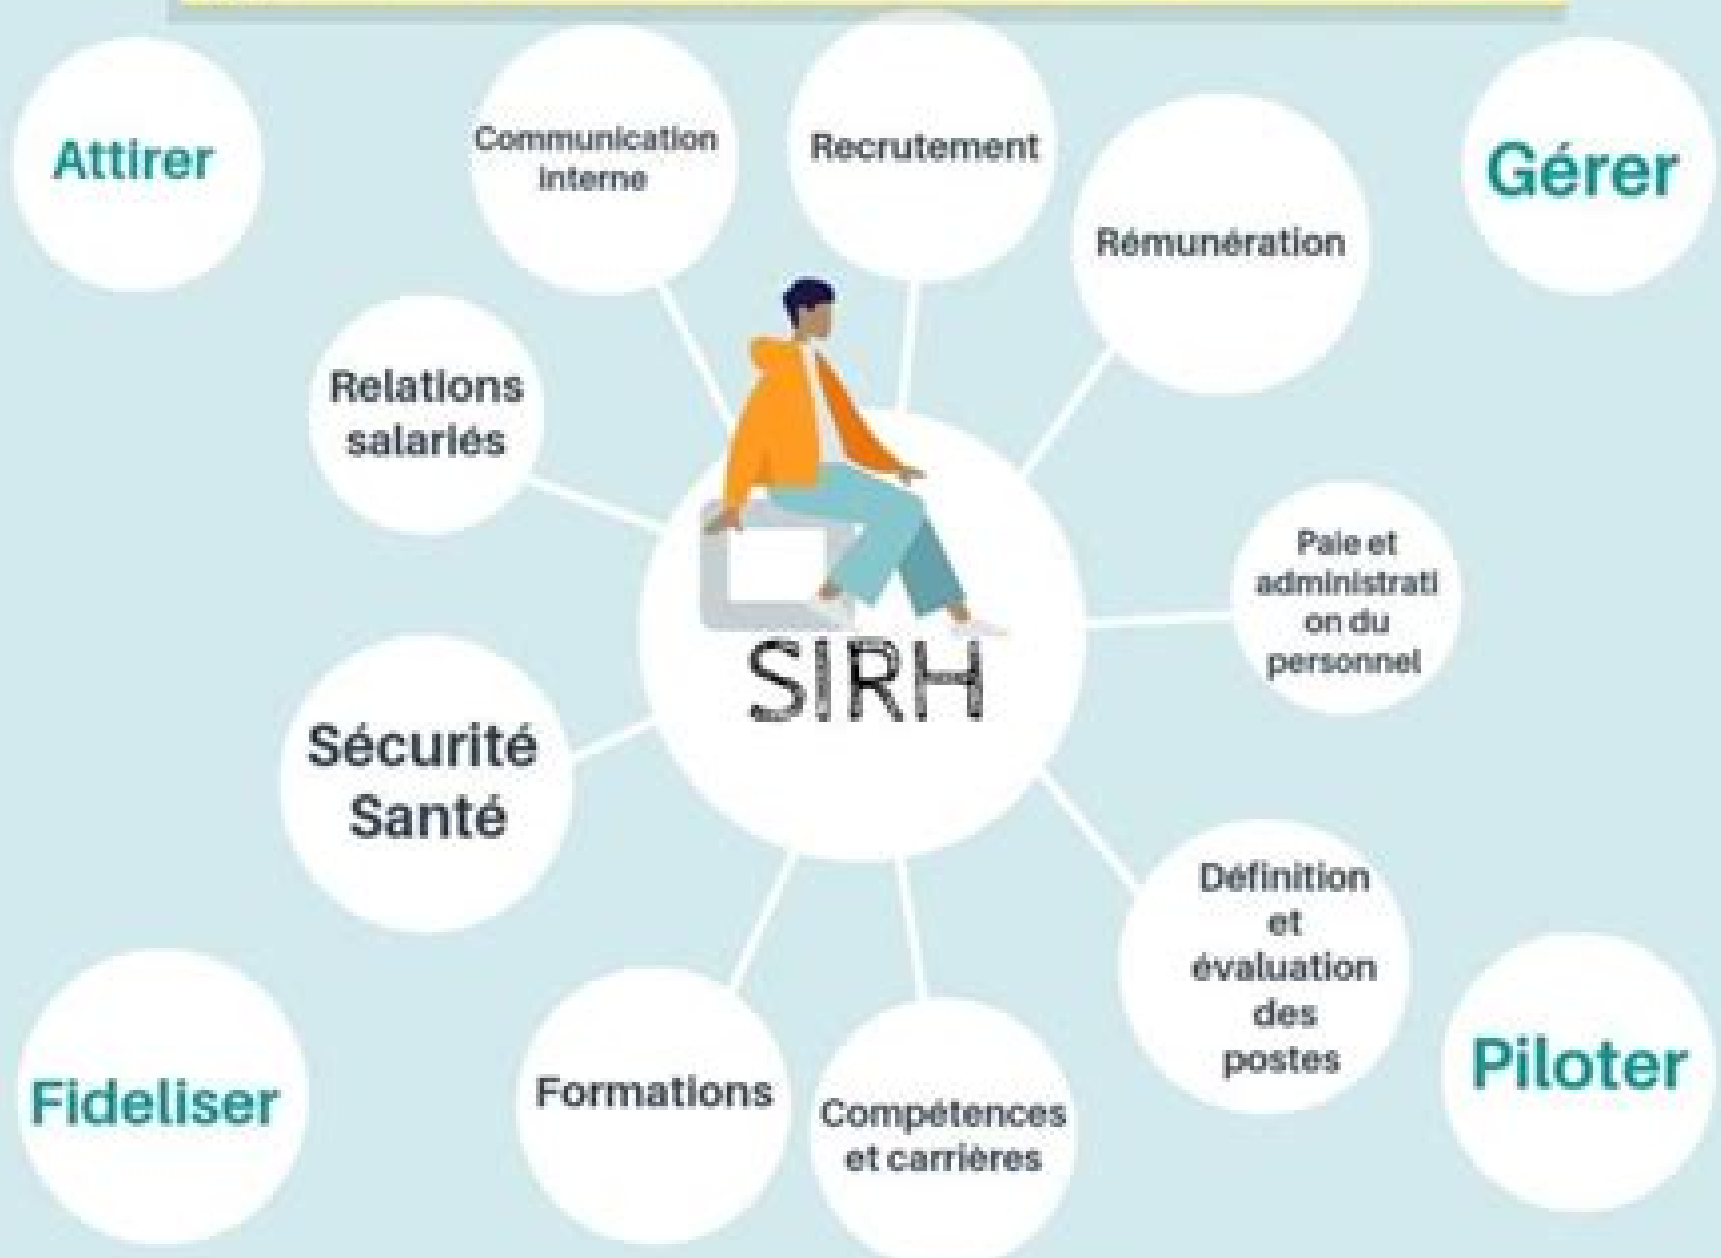 Attirer
Communication
interne
Recrutement
Rémunération
Gérer
Relations
salariés
Paie et
administrati
on du
personnel
SIRH
Sécurité
Santé
Définition
et
évaluation
des
postes
Fideliser
Formations
Compétences
et carrières
Piloter